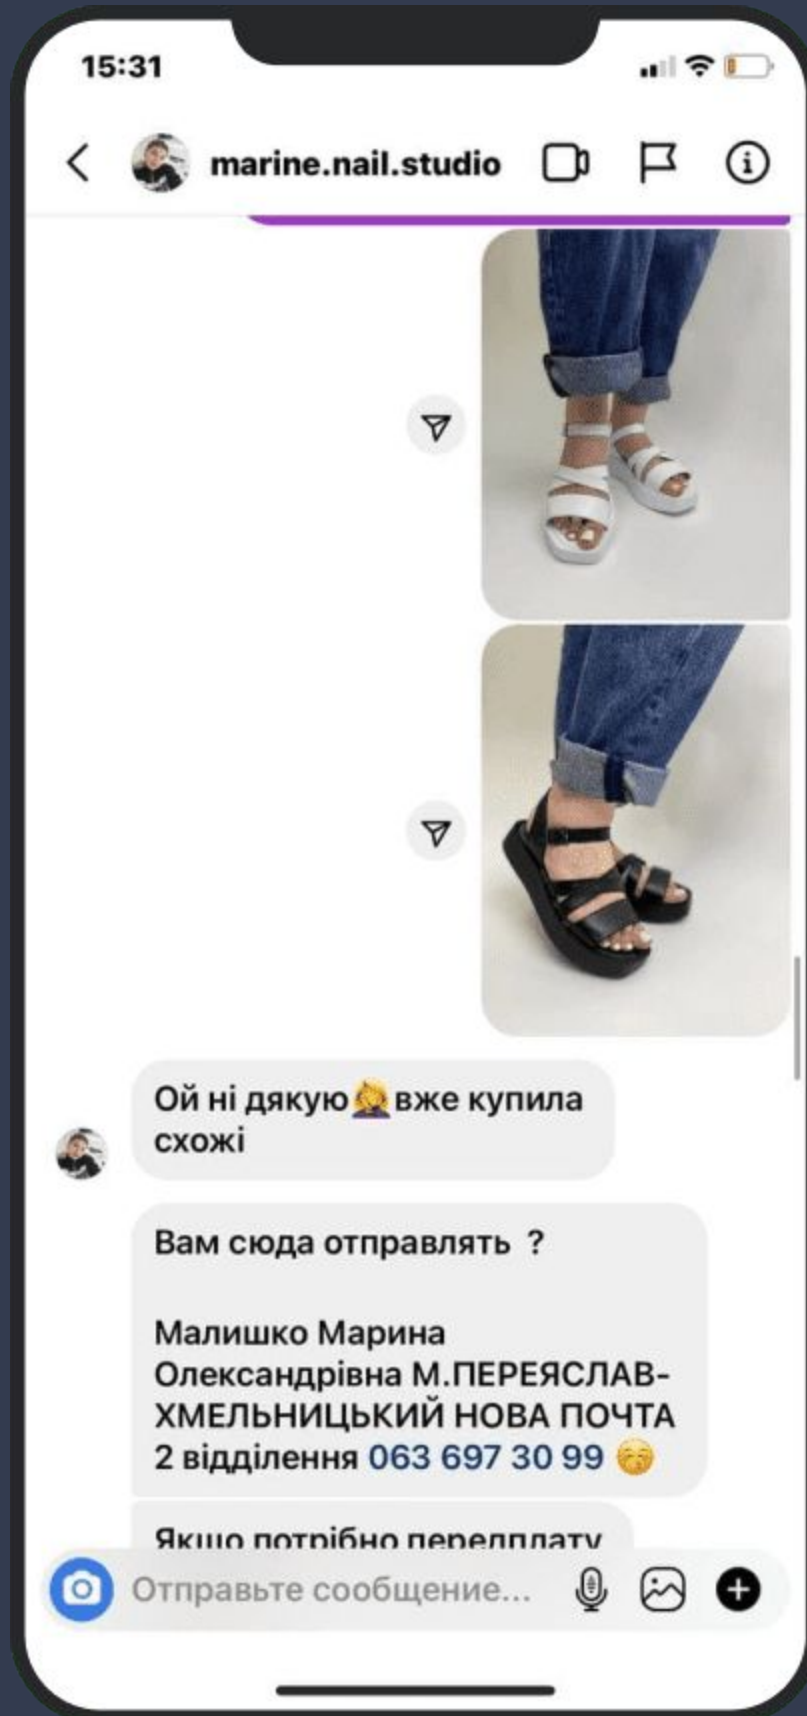 15:31
marine.nail.studio
Ой ні дякую🤦‍♀️вже купила
схожі
Вам сюда отправлять ?
Малишко Марина
Олександрівна М.ПЕРЕЯСЛАВ-
ХМЕЛЬНИЦЬКИЙ НОВА ПОЧТА
2 відділення 063 697 30 99 😚
Якщо потрібно передплату
Отправьте сообщение...